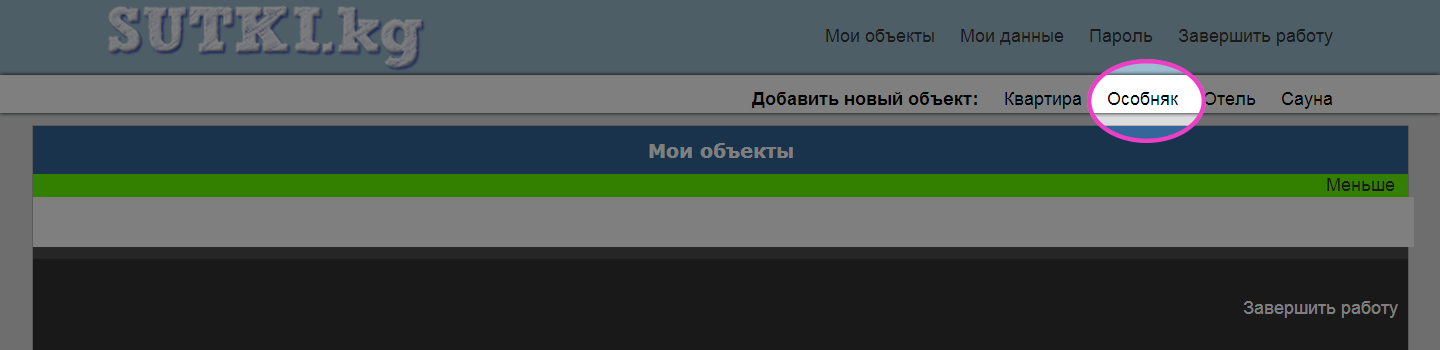 SUTKI.kg
Мои объекты Мои данные Пароль Завершить работу
Добавить новый объект: Квартира Особняк Отель Сауна
Мои объекты
Меньше
Завершить работу